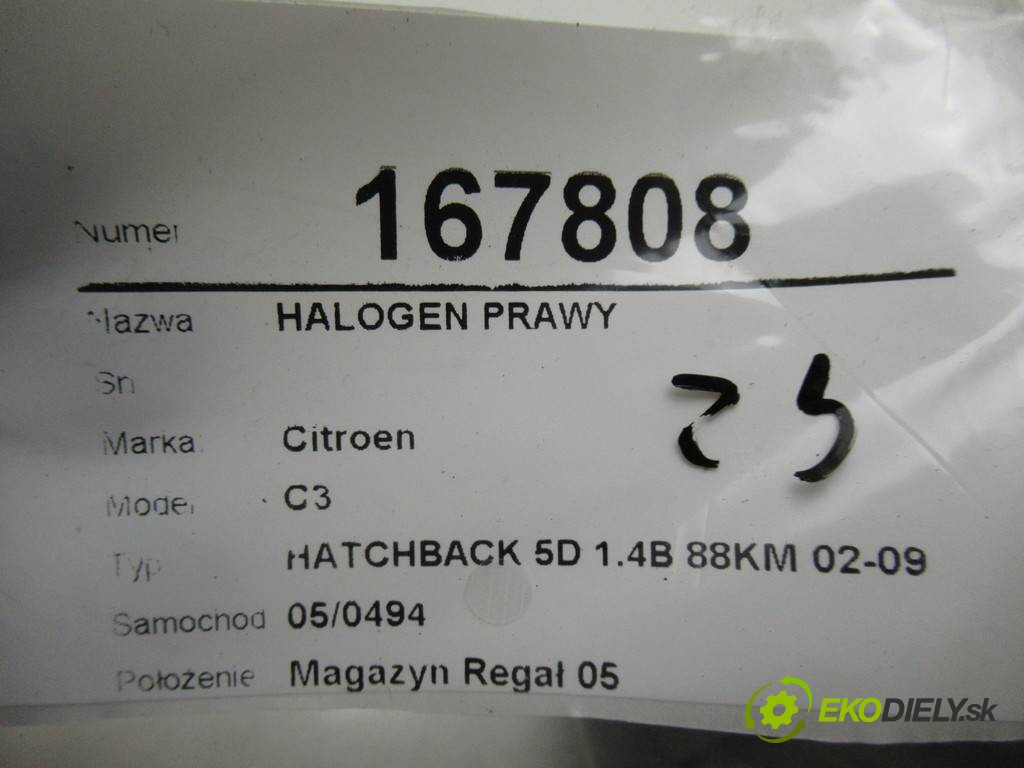 Numer 167808
Nazwa HALOGEN PRAWY
Sn
Marka Citroen
Model C3
Typ HATCHBACK 5D 1.4B 88KM 02-09
Samochod 05/0494
Położenie Magazyn Regał 05
EKODIELY.sk